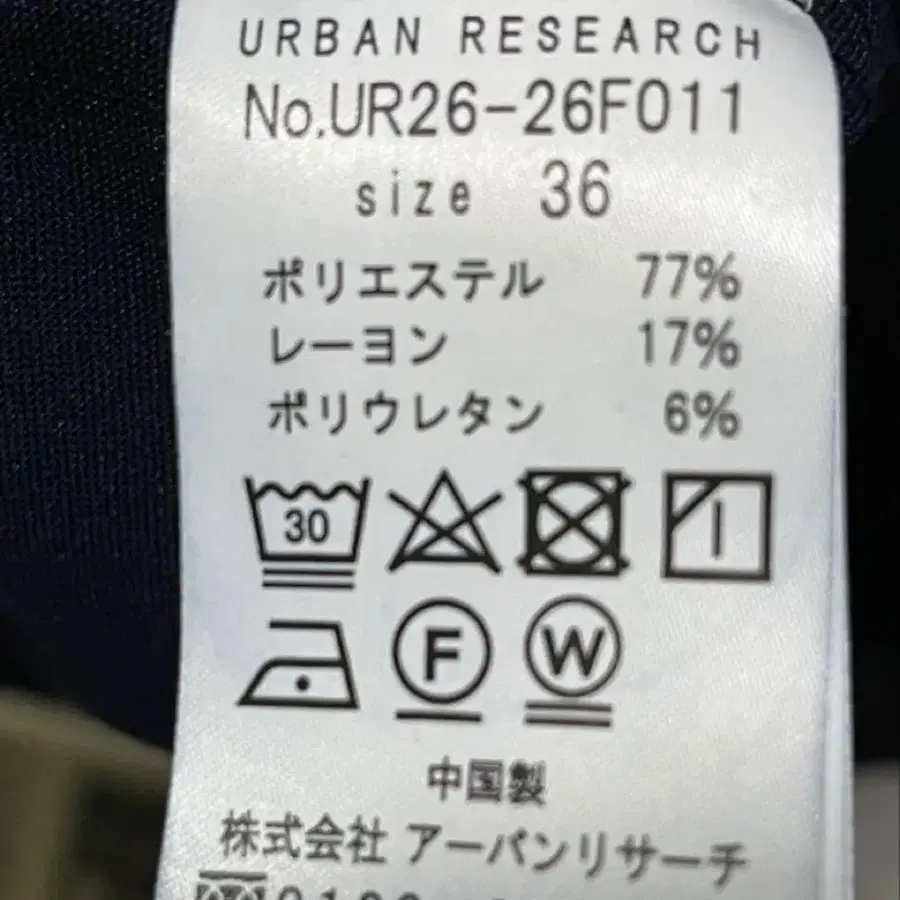 URBAN RESEARCH
No.UR26-26F011
size 36
ポリエステル 77%
レーヨン 17%
ポリウレタン 6%
30
F W
中国製
株式会社 アーバンリサーチ